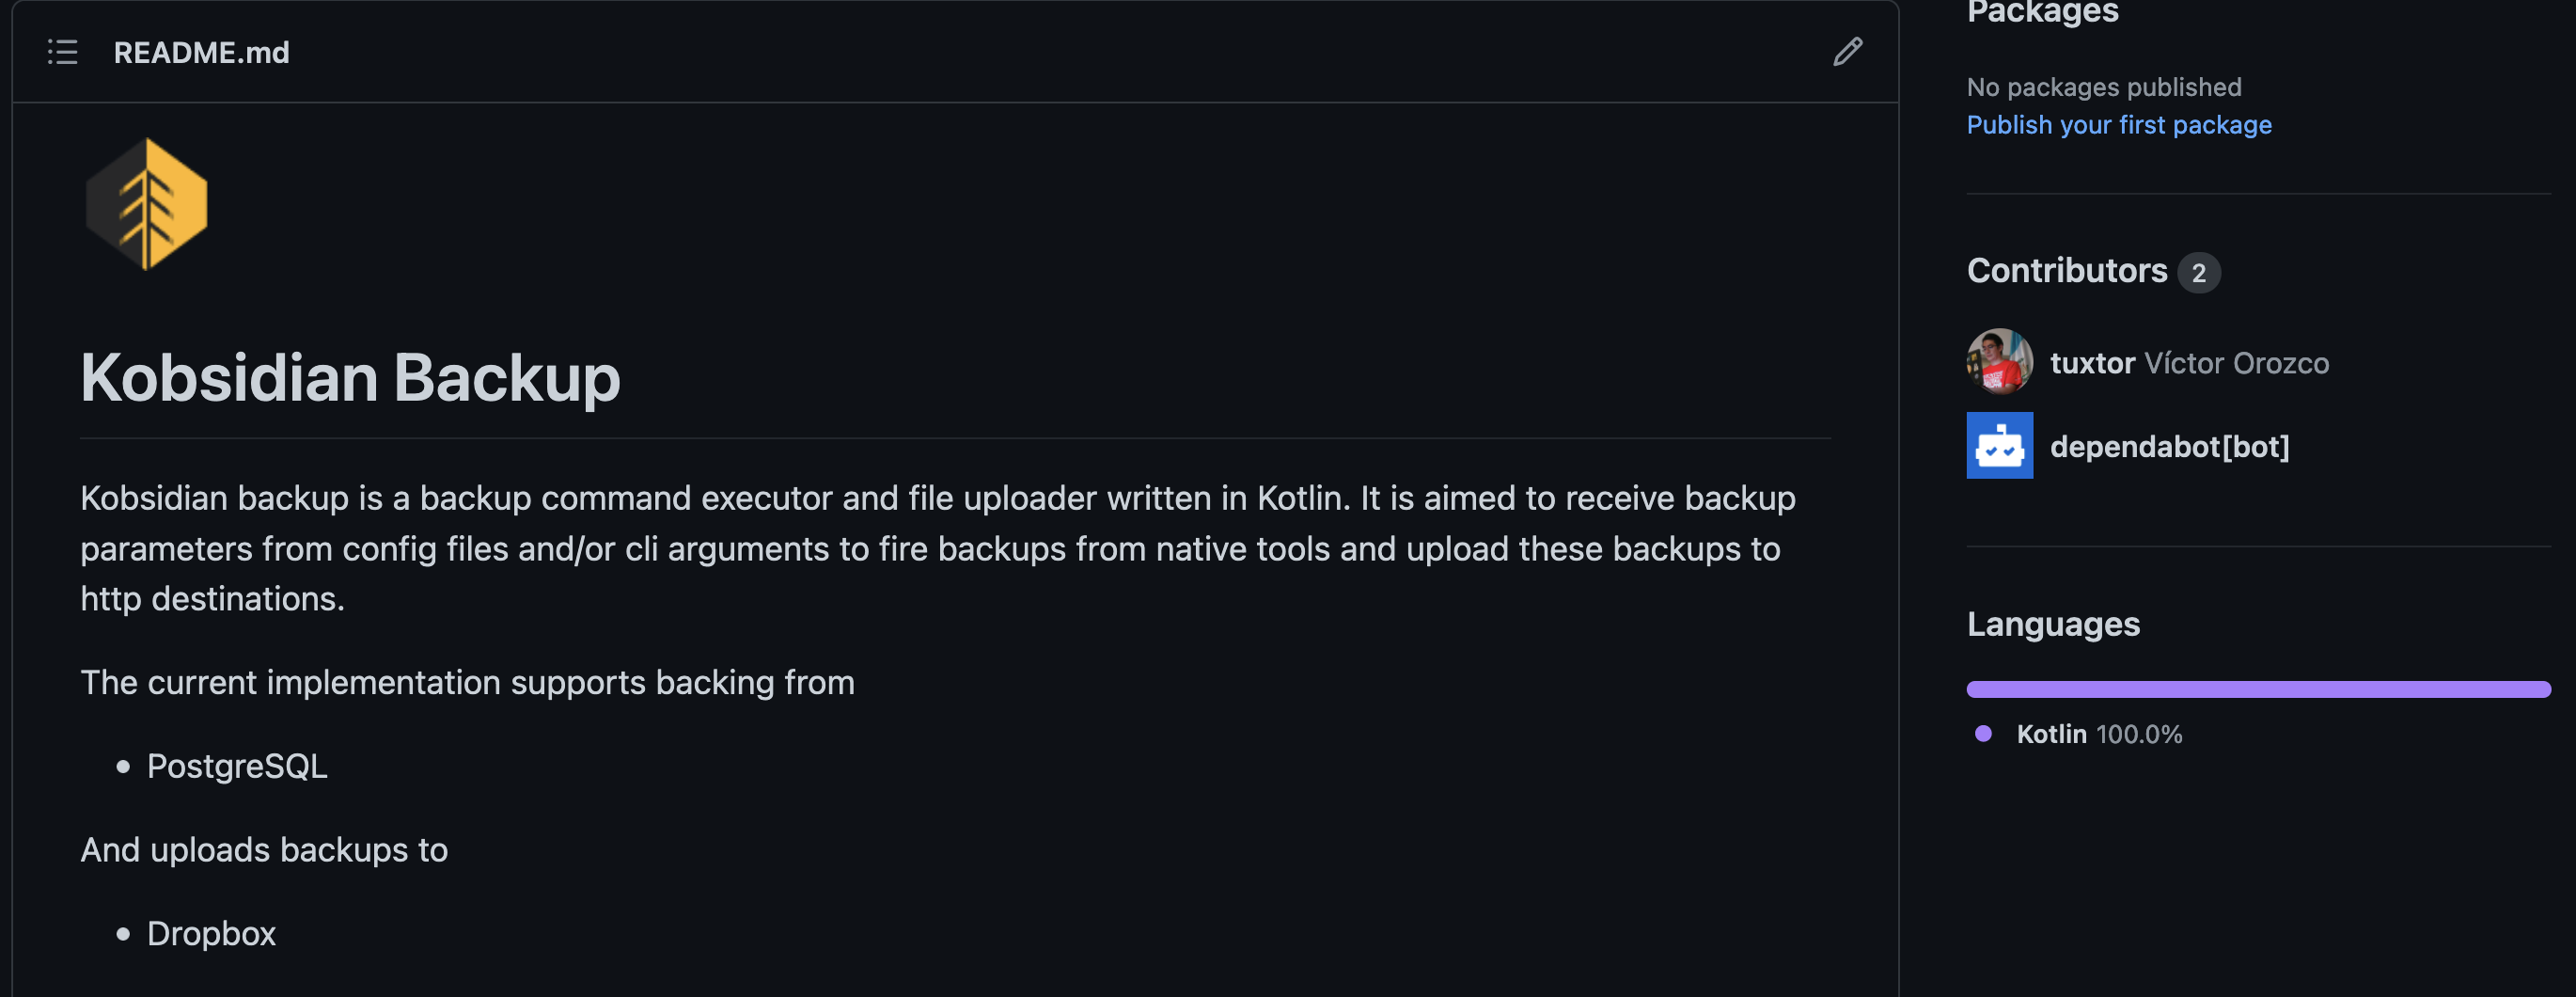 README.md
Kobsidian Backup
Kobsidian backup is a backup command executor and file uploader written in Kotlin. It is aimed to receive backup
parameters from config files and/or cli arguments to fire backups from native tools and upload these backups to
http destinations.
The current implementation supports backing from
• PostgreSQL
And uploads backups to
• Dropbox
Packages
No packages published
Publish your first package
Contributors 2
tuxtor Víctor Orozco
dependabot[bot]
Languages
Kotlin 100.0%